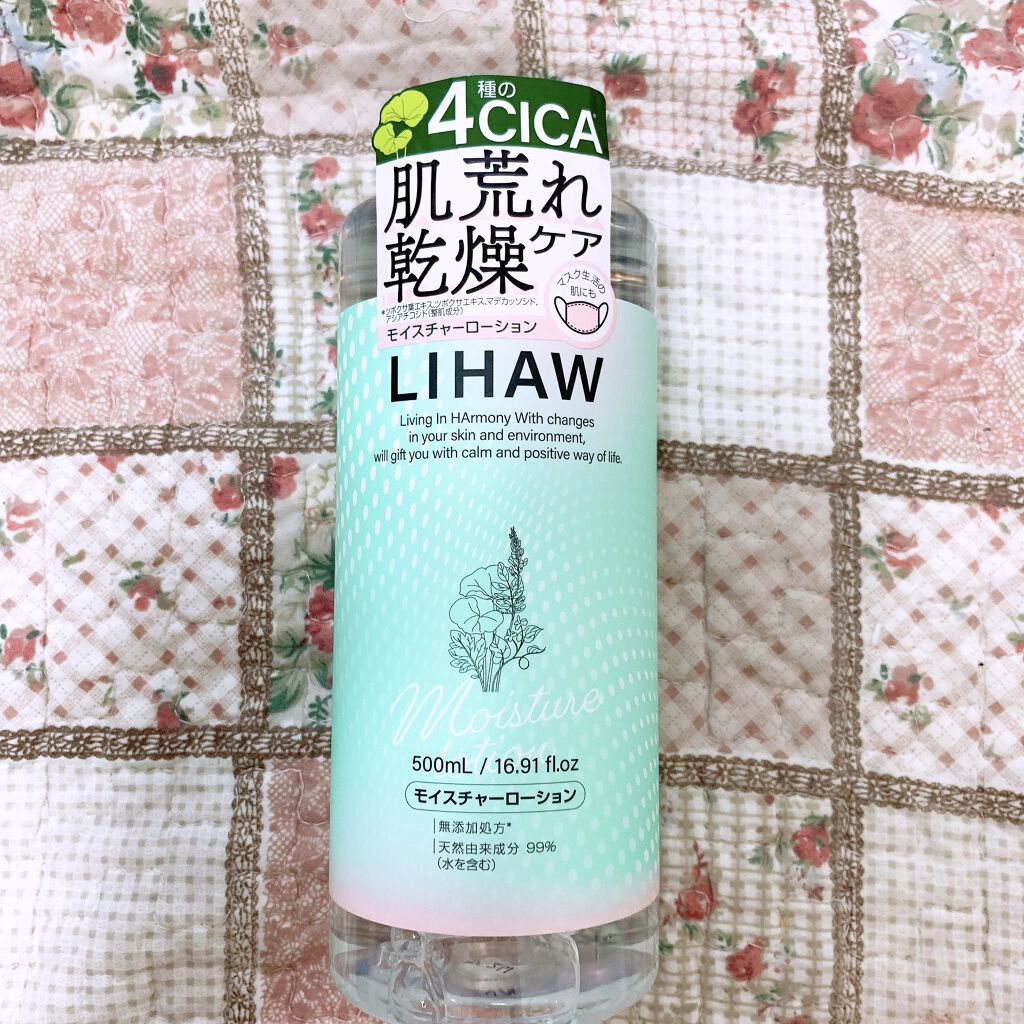 4種のCICA*
肌荒れ
乾燥ケア
*ツボクサ葉エキス,ツボクサエキス,マデカッソシド,
アシアチコシド(整肌成分)
マスク生活の
肌にも
モイスチャーローション
LIHAW
Living In HArmony With changes
in your skin and environment,
will gift you with calm and positive way of life.
Moisture
Lotion
500mL / 16.91 fl.oz
モイスチャーローション
無添加処方*
天然由来成分 99%
(水を含む)